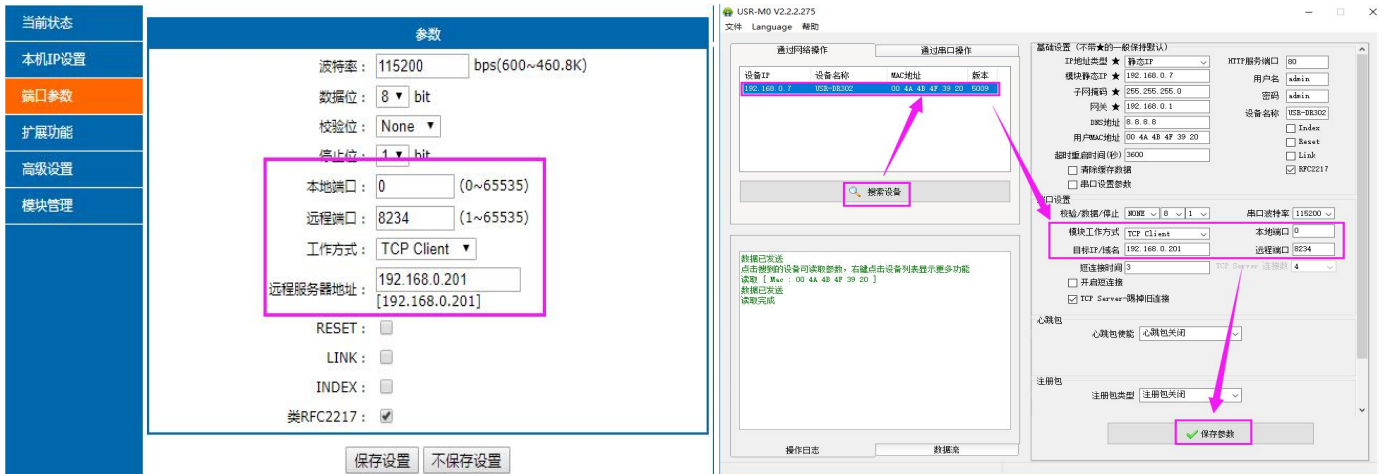 当前状态
本机IP设置
端口参数
扩展功能
高级设置
模块管理
参数
波特率： 115200 bps(600~460.8K)
数据位： 8 bit
校验位： None
停止位： 1 bit
本地端口： 0 (0~65535)
远程端口： 8234 (1~65535)
工作方式： TCP Client
远程服务器地址： 192.168.0.201
[192.168.0.201]
RESET：
LINK：
INDEX：
类RFC2217：
保存设置 不保存设置
USR-M0 V2.2.2.275
文件 Language 帮助
通过网络操作 通过串口操作
设备IP 设备名称 MAC地址 版本
192.168.0.7 USR-DR302 00 4A 4B 4F 39 20 5009
搜索设备
数据已发送
点击搜到的设备可读取参数，右键点击设备列表显示更多功能
读取 [ Mac : 00 4A 4B 4F 39 20 ]
数据已发送
读取完成
操作日志 数据流
基础设置（不带★的一般保持默认）
IP地址类型 ★ 静态IP HTTP服务端口 80
模块静态IP ★ 192.168.0.7 用户名 admin
子网掩码 ★ 255.255.255.0 密码 admin
网关 ★ 192.168.0.1 设备名称 USR-DR302
DNS地址 8.8.8.8 Index
用户MAC地址 00 4A 4B 4F 39 20 Reset
超时重启时间(秒) 3600 Link
清除缓存数据 RFC2217
串口设置参数
口设置
校验/数据/停止 NONE 8 1 串口波特率 115200
模块工作方式 TCP Client 本地端口 0
目标IP/域名 192.168.0.201 远程端口 8234
短连接时间 3 TCP Server 连接数 4
开启短连接
TCP Server-踢掉旧连接
心跳包
心跳包使能 心跳包关闭
注册包
注册包类型 注册包关闭
保存参数